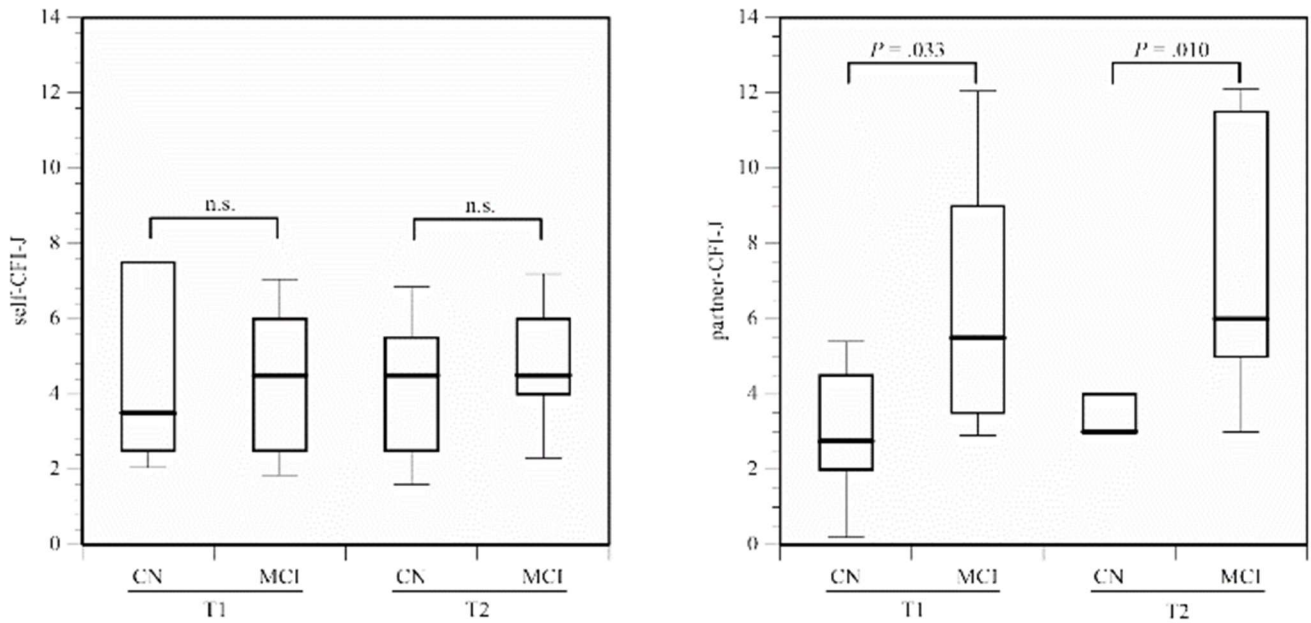 14
12
10
8
6
4
2
0
self-CFI-J
n.s.
n.s.
CN
MCI
CN
MCI
T1
T2
14
12
10
8
6
4
2
0
partner-CFI-J
P = .033
P = .010
CN
MCI
CN
MCI
T1
T2